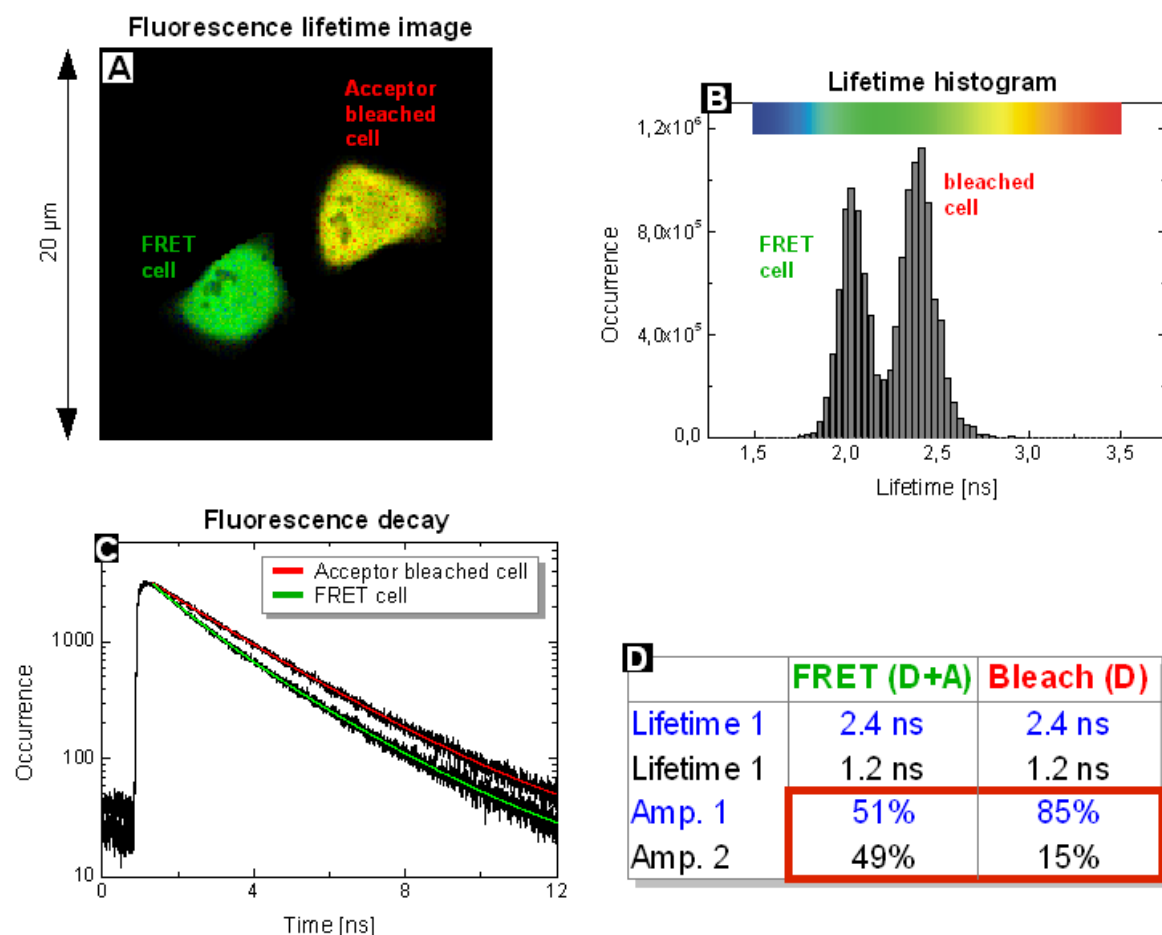 Fluorescence lifetime image
A
20 µm
Acceptor
bleached
cell
FRET
cell
B
Lifetime histogram
1,2x10⁶
8,0x10⁵
4,0x10⁵
0,0
Occurrence
FRET
cell
bleached
cell
1,5 2,0 2,5 3,0 3,5
Lifetime [ns]
C
Fluorescence decay
Acceptor bleached cell
FRET cell
1000
100
10
Occurrence
0 4 8 12
Time [ns]
D
FRET (D+A) Bleach (D)
Lifetime 1 2.4 ns 2.4 ns
Lifetime 1 1.2 ns 1.2 ns
Amp. 1 51% 85%
Amp. 2 49% 15%